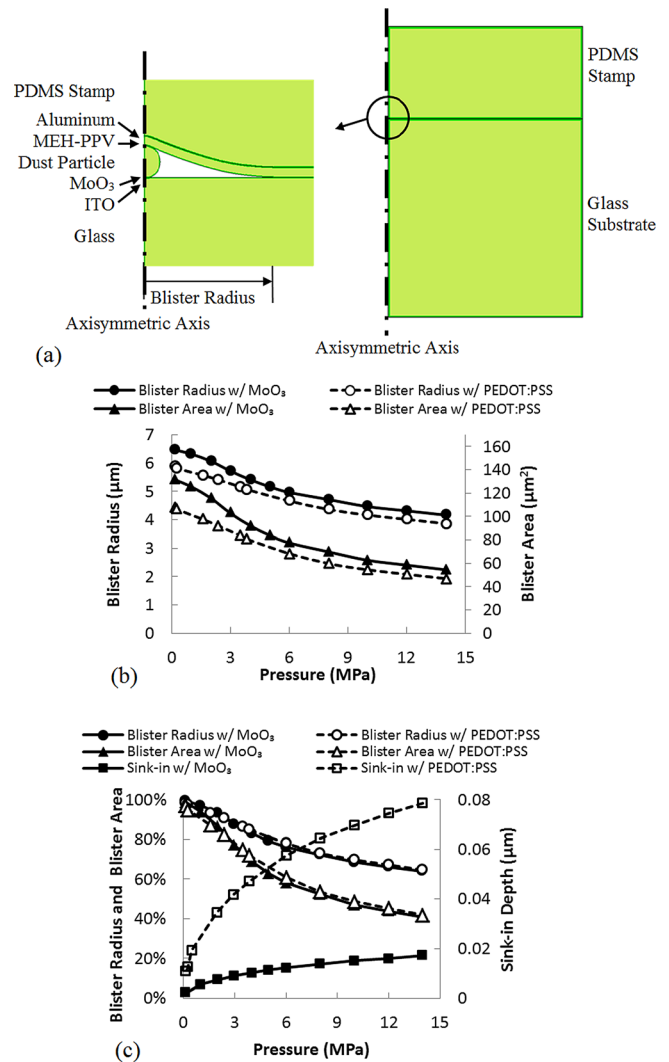 PDMS Stamp
Aluminum
MEH-PPV
Dust Particle
MoO₃
ITO
Glass
Blister Radius
Axisymmetric Axis
(a)
PDMS
Stamp
Glass
Substrate
Axisymmetric Axis
Blister Radius w/ MoO₃
Blister Radius w/ PEDOT:PSS
Blister Area w/ MoO₃
Blister Area w/ PEDOT:PSS
Blister Radius (μm)
7
6
5
4
3
2
1
0
Blister Area (μm²)
160
140
120
100
80
60
40
20
0
0 3 6 9 12 15
Pressure (MPa)
(b)
Blister Radius w/ MoO₃
Blister Radius w/ PEDOT:PSS
Blister Area w/ MoO₃
Blister Area w/ PEDOT:PSS
Sink-in w/ MoO₃
Sink-in w/ PEDOT:PSS
Blister Radius and Blister Area
100%
80%
60%
40%
20%
0%
Sink-in Depth (μm)
0.08
0.06
0.04
0.02
0
0 3 6 9 12 15
Pressure (MPa)
(c)